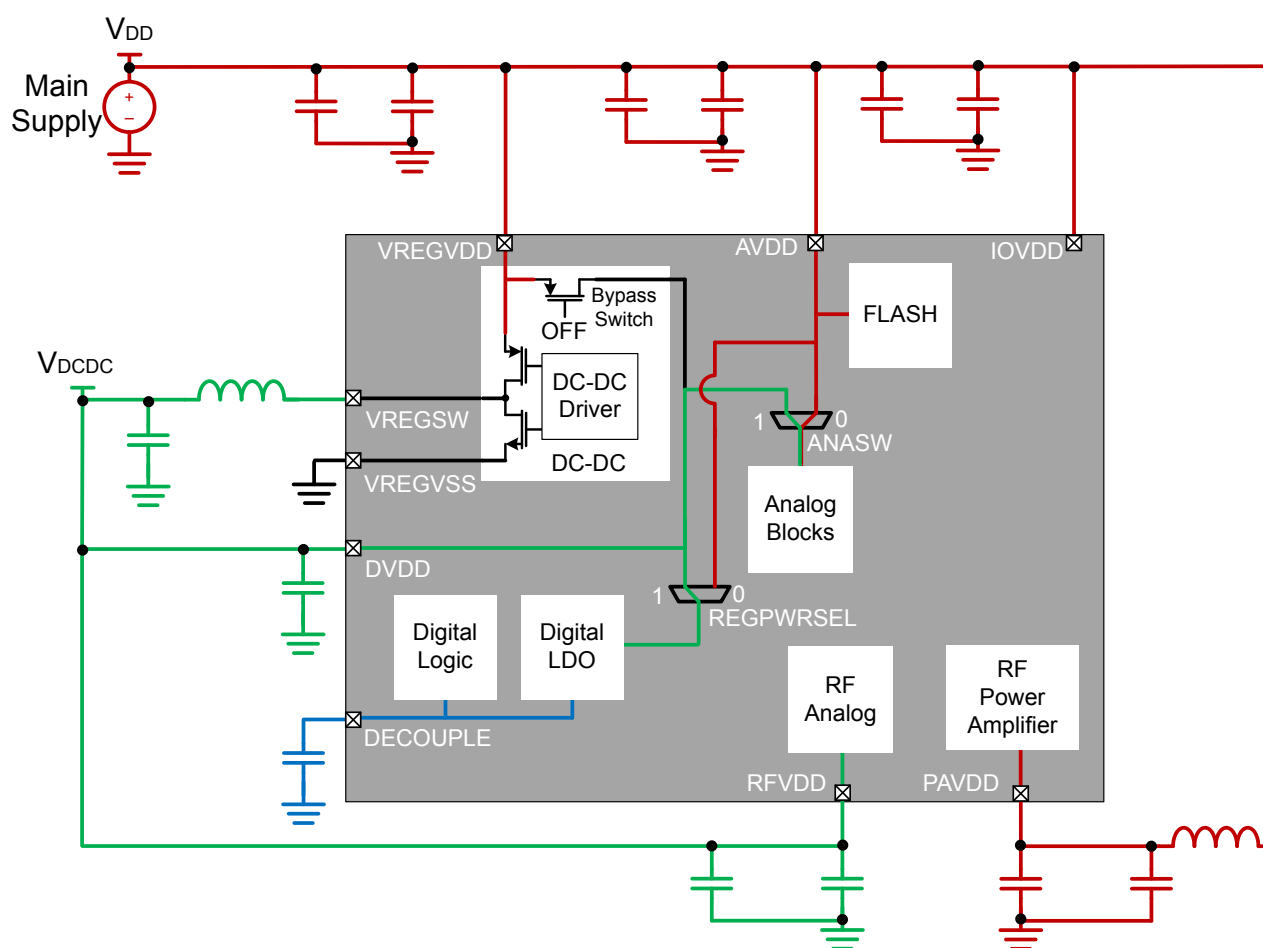 VDD
Main
Supply
+
−
VREGVDD
AVDD
IOVDD
Bypass
Switch
OFF
FLASH
VDCDC
DC-DC
Driver
VREGSW
1
0
ANASW
DC-DC
VREGVSS
Analog
Blocks
DVDD
1
0
REGPWRSEL
Digital
Logic
Digital
LDO
RF
Analog
RF
Power
Amplifier
DECOUPLE
RFVDD
PAVDD